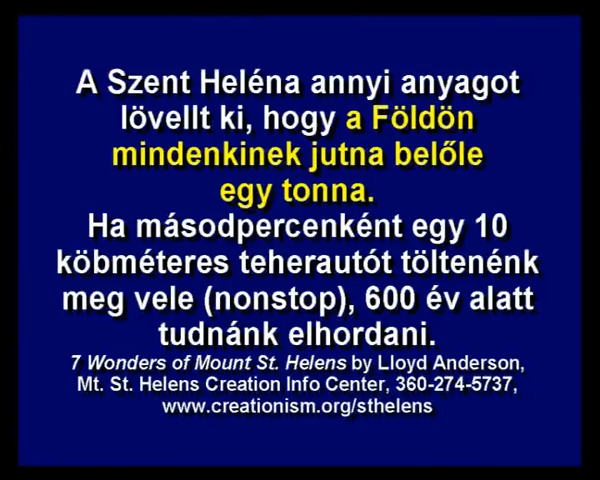 A Szent Heléna annyi anyagot
lövellt ki, hogy a Földön
mindenkinek jutna belőle
egy tonna.
Ha másodpercenként egy 10
köbméteres teherautót töltenénk
meg vele (nonstop), 600 év alatt
tudnánk elhordani.
7 Wonders of Mount St. Helens by Lloyd Anderson,
Mt. St. Helens Creation Info Center, 360-274-5737,
www.creationism.org/sthelens